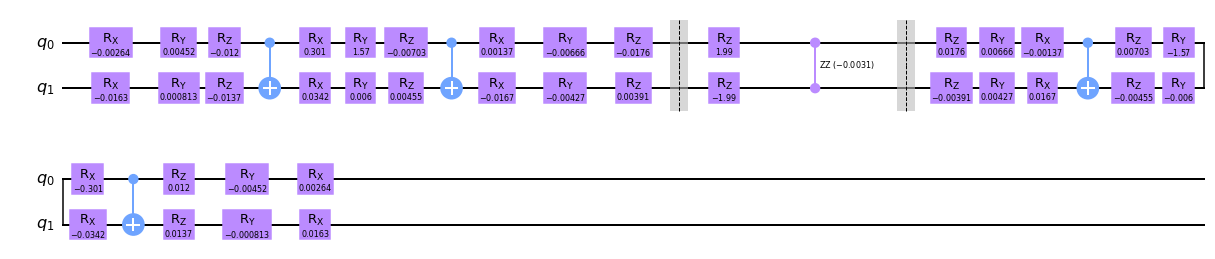 q0 RX −0.00264 RY 0.00452 RZ −0.012 RX 0.301 RY 1.57 RZ −0.00703 RX 0.00137 RY −0.00666 RZ −0.0176 RZ 1.99 RZ 0.0176 RY 0.00666 RX −0.00137 RZ 0.00703 RY −1.57
ZZ (−0.0031)
q1 RX −0.0163 RY 0.000813 RZ −0.0137 RX 0.0342 RY 0.006 RZ 0.00455 RX −0.0167 RY −0.00427 RZ 0.00391 RZ −1.99 RZ −0.00391 RY 0.00427 RX 0.0167 RZ −0.00455 RY −0.006
q0 RX −0.301 RZ 0.012 RY −0.00452 RX 0.00264
q1 RX −0.0342 RZ 0.0137 RY −0.000813 RX 0.0163